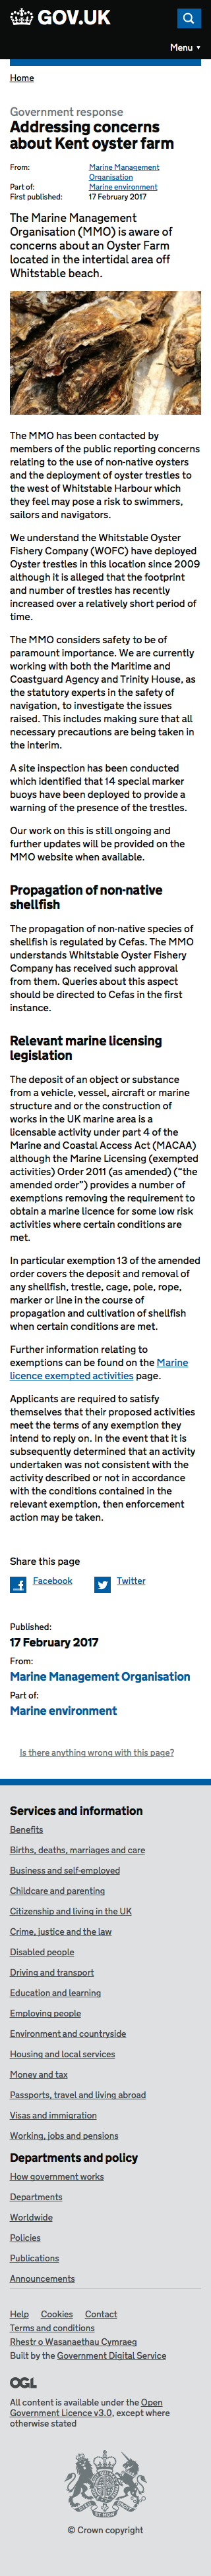 GOV.UK
Menu ▼
Home
Government response
Addressing concerns
about Kent oyster farm
From:
Marine Management
Organisation
Part of:
Marine environment
First published:
17 February 2017
The Marine Management
Organisation (MMO) is aware of
concerns about an Oyster Farm
located in the intertidal area off
Whitstable beach.
The MMO has been contacted by
members of the public reporting concerns
relating to the use of non-native oysters
and the deployment of oyster trestles to
the west of Whitstable Harbour which
they feel may pose a risk to swimmers,
sailors and navigators.
We understand the Whitstable Oyster
Fishery Company (WOFC) have deployed
Oyster trestles in this location since 2009
although it is alleged that the footprint
and number of trestles has recently
increased over a relatively short period of
time.
The MMO considers safety to be of
paramount importance. We are currently
working with both the Maritime and
Coastguard Agency and Trinity House, as
the statutory experts in the safety of
navigation, to investigate the issues
raised. This includes making sure that all
necessary precautions are being taken in
the interim.
A site inspection has been conducted
which identified that 14 special marker
buoys have been deployed to provide a
warning of the presence of the trestles.
Our work on this is still ongoing and
further updates will be provided on the
MMO website when available.
Propagation of non-native
shellfish
The propagation of non-native species of
shellfish is regulated by Cefas. The MMO
understands Whitstable Oyster Fishery
Company has received such approval
from them. Queries about this aspect
should be directed to Cefas in the first
instance.
Relevant marine licensing
legislation
The deposit of an object or substance
from a vehicle, vessel, aircraft or marine
structure and or the construction of
works in the UK marine area is a
licensable activity under part 4 of the
Marine and Coastal Access Act (MACAA)
although the Marine Licensing (exempted
activities) Order 2011 (as amended) (“the
amended order”) provides a number of
exemptions removing the requirement to
obtain a marine licence for some low risk
activities where certain conditions are
met.
In particular exemption 13 of the amended
order covers the deposit and removal of
any shellfish, trestle, cage, pole, rope,
marker or line in the course of
propagation and cultivation of shellfish
when certain conditions are met.
Further information relating to
exemptions can be found on the Marine
licence exempted activities page.
Applicants are required to satisfy
themselves that their proposed activities
meet the terms of any exemption they
intend to reply on. In the event that it is
subsequently determined that an activity
undertaken was not consistent with the
activity described or not in accordance
with the conditions contained in the
relevant exemption, then enforcement
action may be taken.
Share this page
Facebook
Twitter
Published:
17 February 2017
From:
Marine Management Organisation
Part of:
Marine environment
Is there anything wrong with this page?
Services and information
Benefits
Births, deaths, marriages and care
Business and self-employed
Childcare and parenting
Citizenship and living in the UK
Crime, justice and the law
Disabled people
Driving and transport
Education and learning
Employing people
Environment and countryside
Housing and local services
Money and tax
Passports, travel and living abroad
Visas and immigration
Working, jobs and pensions
Departments and policy
How government works
Departments
Worldwide
Policies
Publications
Announcements
Help Cookies Contact
Terms and conditions
Rhestr o Wasanaethau Cymraeg
Built by the Government Digital Service
OGL
All content is available under the Open
Government Licence v3.0, except where
otherwise stated
© Crown copyright